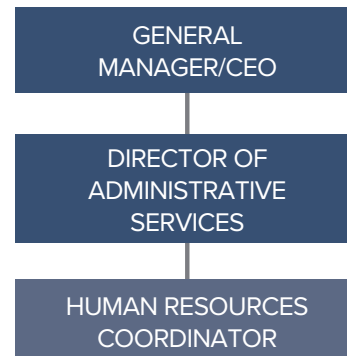 GENERAL
MANAGER/CEO
DIRECTOR OF
ADMINISTRATIVE
SERVICES
HUMAN RESOURCES
COORDINATOR